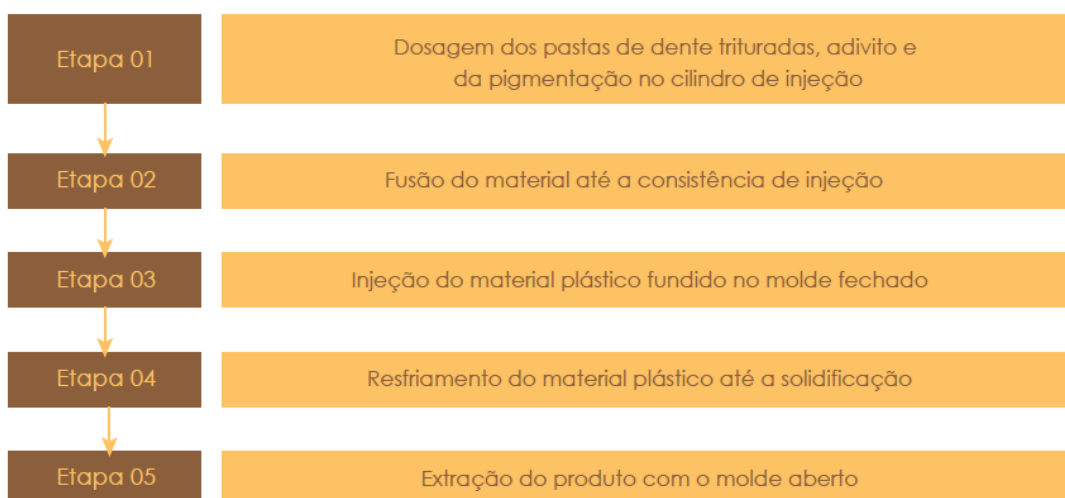 Etapa 01
Dosagem dos pastas de dente trituradas, adivito e
da pigmentação no cilindro de injeção
Etapa 02
Fusão do material até a consistência de injeção
Etapa 03
Injeção do material plástico fundido no molde fechado
Etapa 04
Resfriamento do material plástico até a solidificação
Etapa 05
Extração do produto com o molde aberto